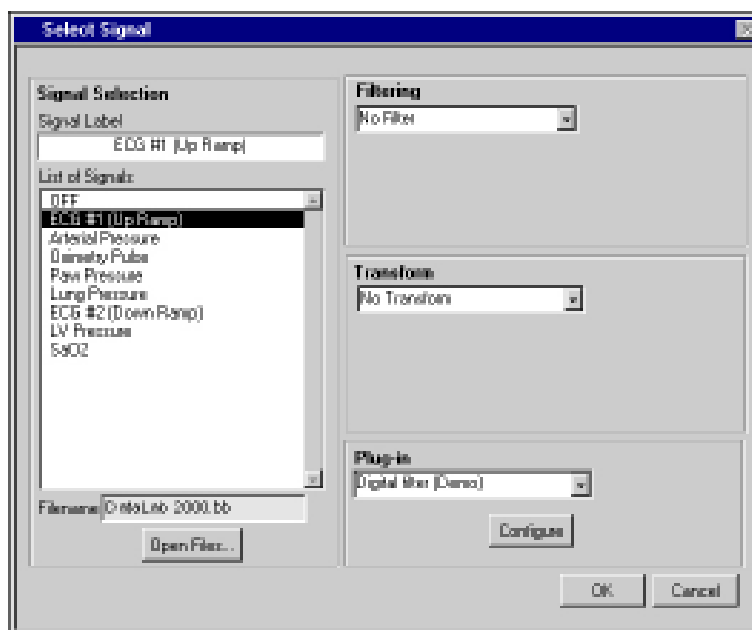 Select Signal
Signal Selection
Signal Label
ECG #1 (Up Ramp)
List of Signals
OFF
ECG #1 (Up Ramp)
Arterial Pressure
Oximetry Pulse
Paw Pressure
Lung Pressure
ECG #2 (Down Ramp)
LV Pressure
SaO2
Filename
2000.bb
Open Files...
Filtering
No Filter
Transform
No Transform
Plug-in
Digital filter (Demo)
Configure
OK
Cancel